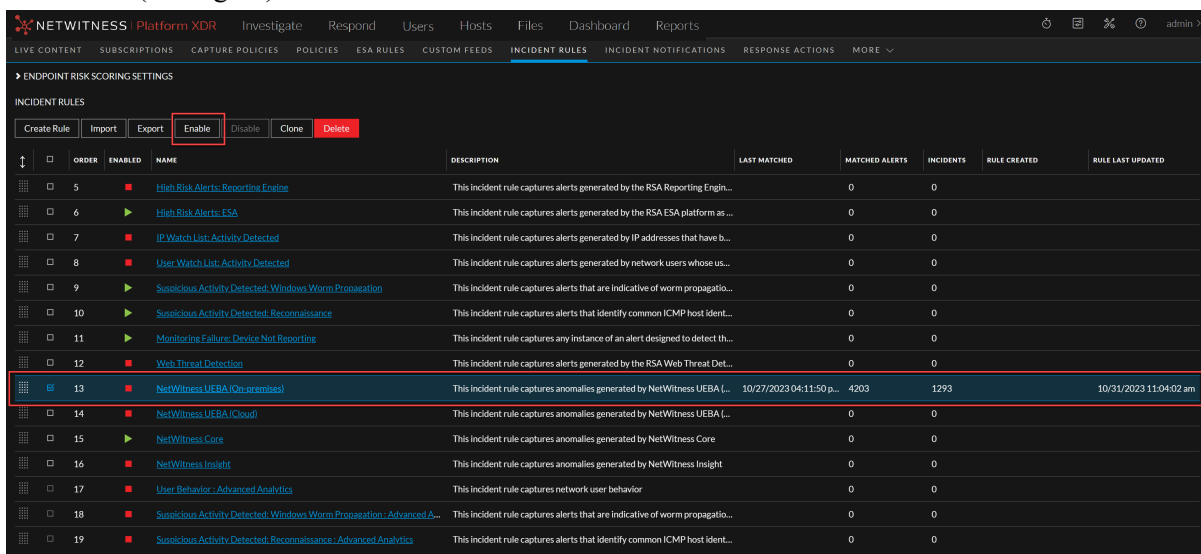 NETWITNESS Platform XDR Investigate Respond Users Hosts Files Dashboard Reports admin
LIVE CONTENT SUBSCRIPTIONS CAPTURE POLICIES POLICIES ESA RULES CUSTOM FEEDS INCIDENT RULES INCIDENT NOTIFICATIONS RESPONSE ACTIONS MORE
ENDPOINT RISK SCORING SETTINGS
INCIDENT RULES
Create Rule Import Export Enable Disable Clone Delete
ORDER ENABLED NAME DESCRIPTION LAST MATCHED MATCHED ALERTS INCIDENTS RULE CREATED RULE LAST UPDATED
5 High Risk Alerts: Reporting Engine This incident rule captures alerts generated by the RSA Reporting Engin... 0 0
6 High Risk Alerts: ESA This incident rule captures alerts generated by the RSA ESA platform as ... 0 0
7 IP Watch List: Activity Detected This incident rule captures alerts generated by IP addresses that have b... 0 0
8 User Watch List: Activity Detected This incident rule captures alerts generated by network users whose us... 0 0
9 Suspicious Activity Detected: Windows Worm Propagation This incident rule captures alerts that are indicative of worm propagatio... 0 0
10 Suspicious Activity Detected: Reconnaissance This incident rule captures alerts that identify common ICMP host ident... 0 0
11 Monitoring Failure: Device Not Reporting This incident rule captures any instance of an alert designed to detect th... 0 0
12 Web Threat Detection This incident rule captures alerts generated by the RSA Web Threat Det... 0 0
13 NetWitness UEBA (On-premises) This incident rule captures anomalies generated by NetWitness UEBA (... 10/27/2023 04:11:50 p... 4203 1293 10/31/2023 11:04:02 am
14 NetWitness UEBA (Cloud) This incident rule captures anomalies generated by NetWitness UEBA (... 0 0
15 NetWitness Core This incident rule captures anomalies generated by NetWitness Core 0 0
16 NetWitness Insight This incident rule captures anomalies generated by NetWitness Insight 0 0
17 User Behavior : Advanced Analytics This incident rule captures network user behavior 0 0
18 Suspicious Activity Detected: Windows Worm Propagation : Advanced A... This incident rule captures alerts that are indicative of worm propagatio... 0 0
19 Suspicious Activity Detected: Reconnaissance : Advanced Analytics This incident rule captures alerts that identify common ICMP host ident... 0 0